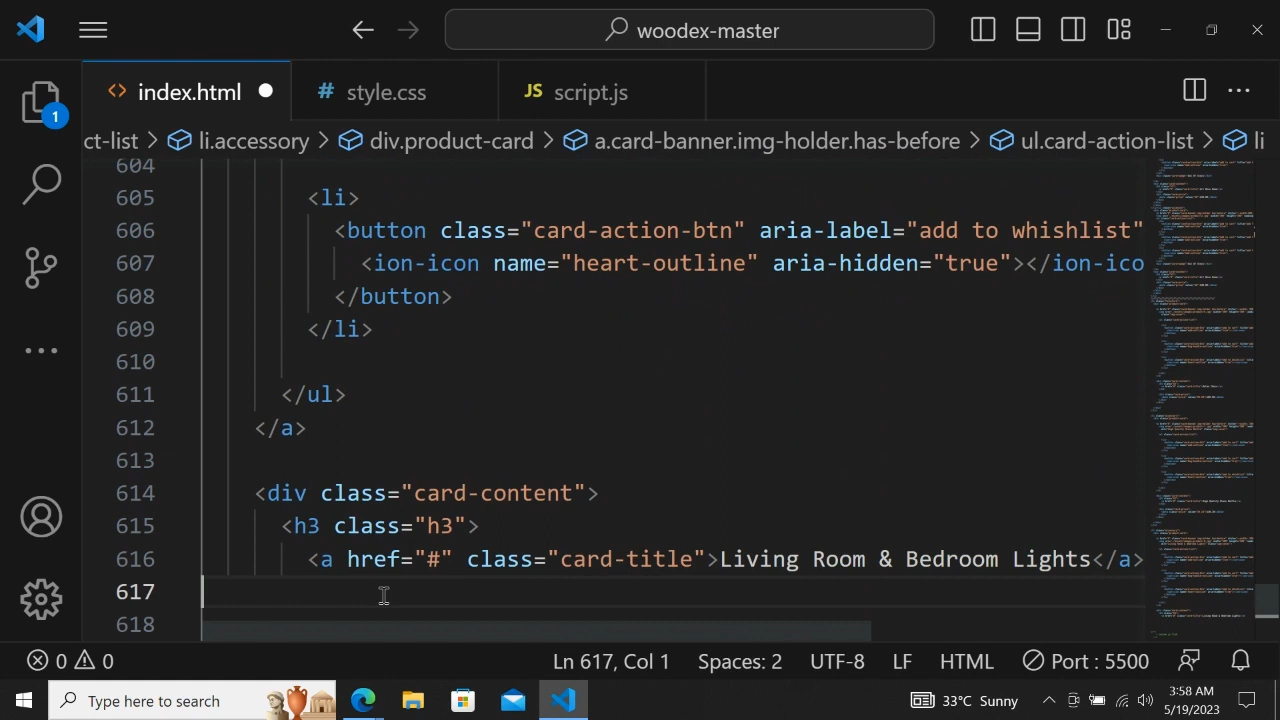 woodex-master
index.html
# style.css
JS script.js
ct-list > li.accessory > div.product-card > a.card-banner.img-holder.has-before > ul.card-action-list > li
604
605 <li>
606 <button class="card-action-btn" aria-label="add to whishlist"
607 <ion-icon name="heart-outline" aria-hidden="true"></ion-ico
608 </button>
609 </li>
610
611 </ul>
612 </a>
613
614 <div class="card-content">
615 <h3 class="h3">
616 <a href="#" class="card-title">Living Room & Bedroom Lights</a>
617
618
1
0 0 Ln 617, Col 1 Spaces: 2 UTF-8 LF HTML Port : 5500
Type here to search
33°C Sunny
3:58 AM
5/19/2023